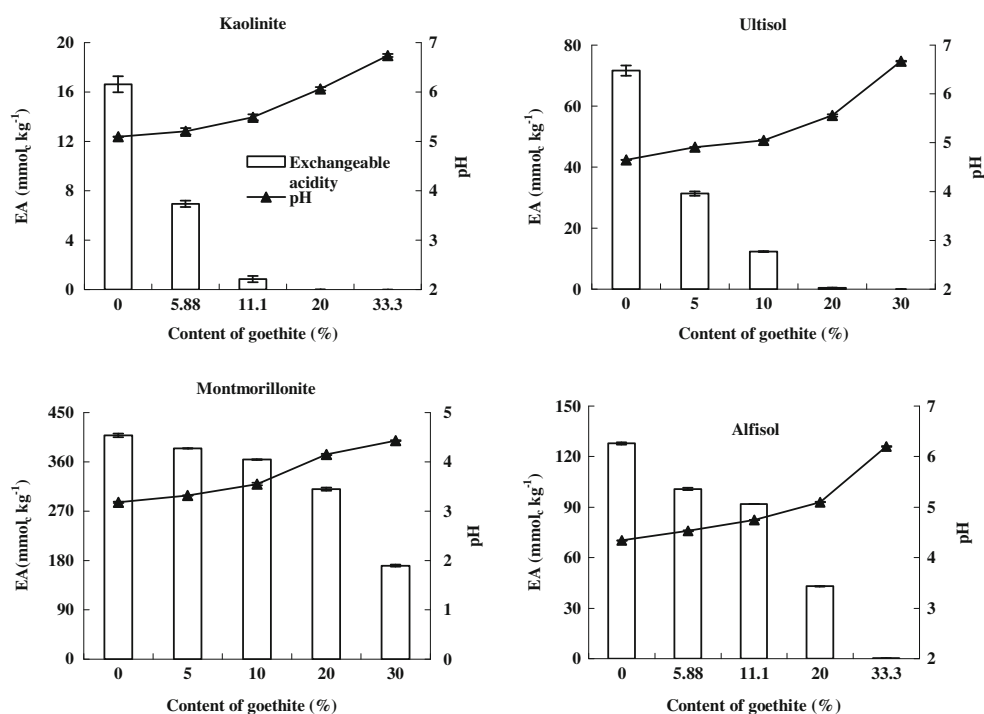 Kaolinite
20
16
12
8
4
0
EA (mmolc kg-1)
7
6
5
4
3
2
pH
Exchangeable
acidity
pH
0 5.88 11.1 20 33.3
Content of goethite (%)
Ultisol
80
60
40
20
0
EA (mmolc kg-1)
7
6
5
4
3
2
pH
0 5 10 20 30
Content of goethite (%)
Montmorillonite
450
360
270
180
90
0
EA(mmolc kg-1)
5
4
3
2
1
0
pH
0 5 10 20 30
Content of goethite (%)
Alfisol
150
120
90
60
30
0
EA (mmolc kg-1)
7
6
5
4
3
2
pH
0 5.88 11.1 20 33.3
Content of goethite (%)